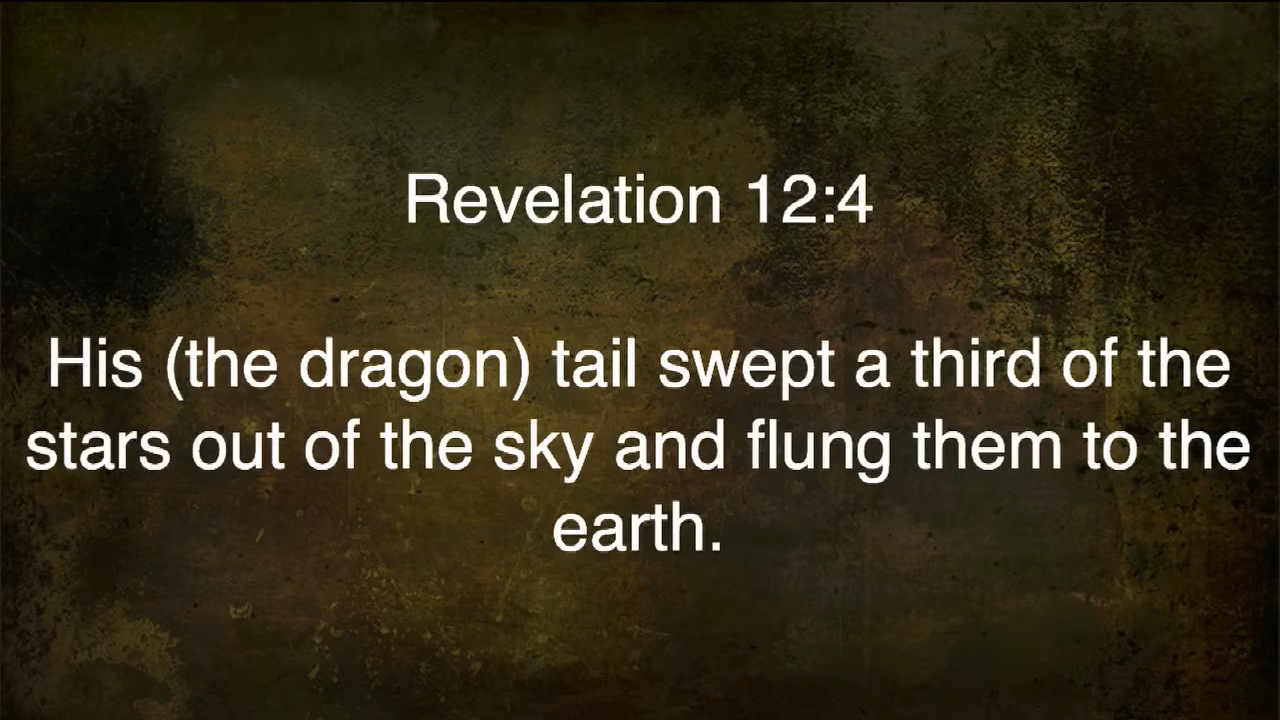 Revelation 12:4
His (the dragon) tail swept a third of the
stars out of the sky and flung them to the
earth.